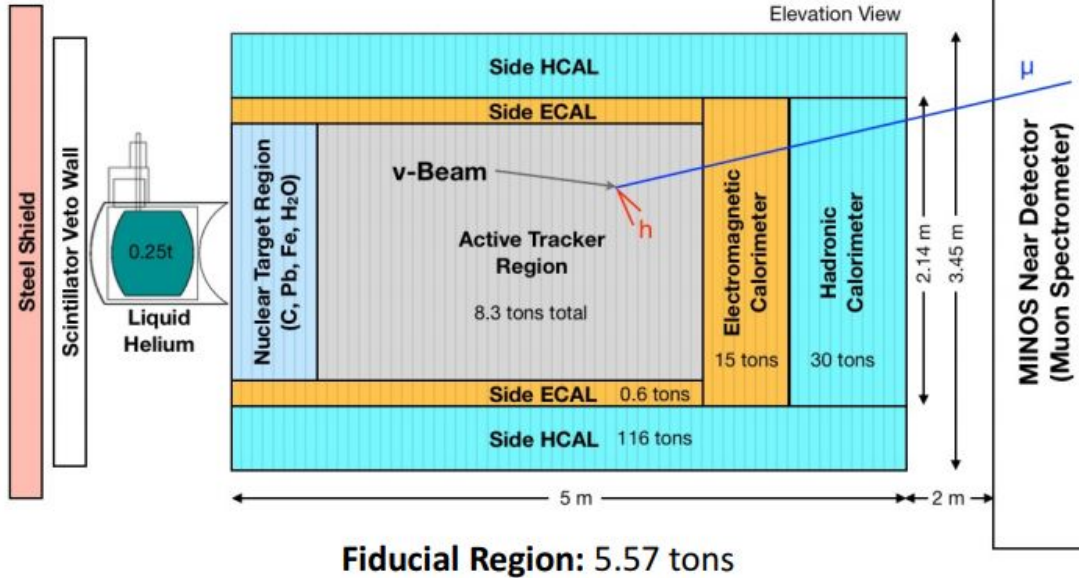 Elevation View
Steel Shield
Scintillator Veto Wall
0.25t
Liquid
Helium
Side HCAL
Side ECAL
Nuclear Target Region
(C, Pb, Fe, H₂O)
ν-Beam
h
μ
Active Tracker
Region
8.3 tons total
Electromagnetic
Calorimeter
15 tons
Hadronic
Calorimeter
30 tons
2.14 m
3.45 m
MINOS Near Detector
(Muon Spectrometer)
Side ECAL 0.6 tons
Side HCAL 116 tons
5 m
2 m
Fiducial Region: 5.57 tons